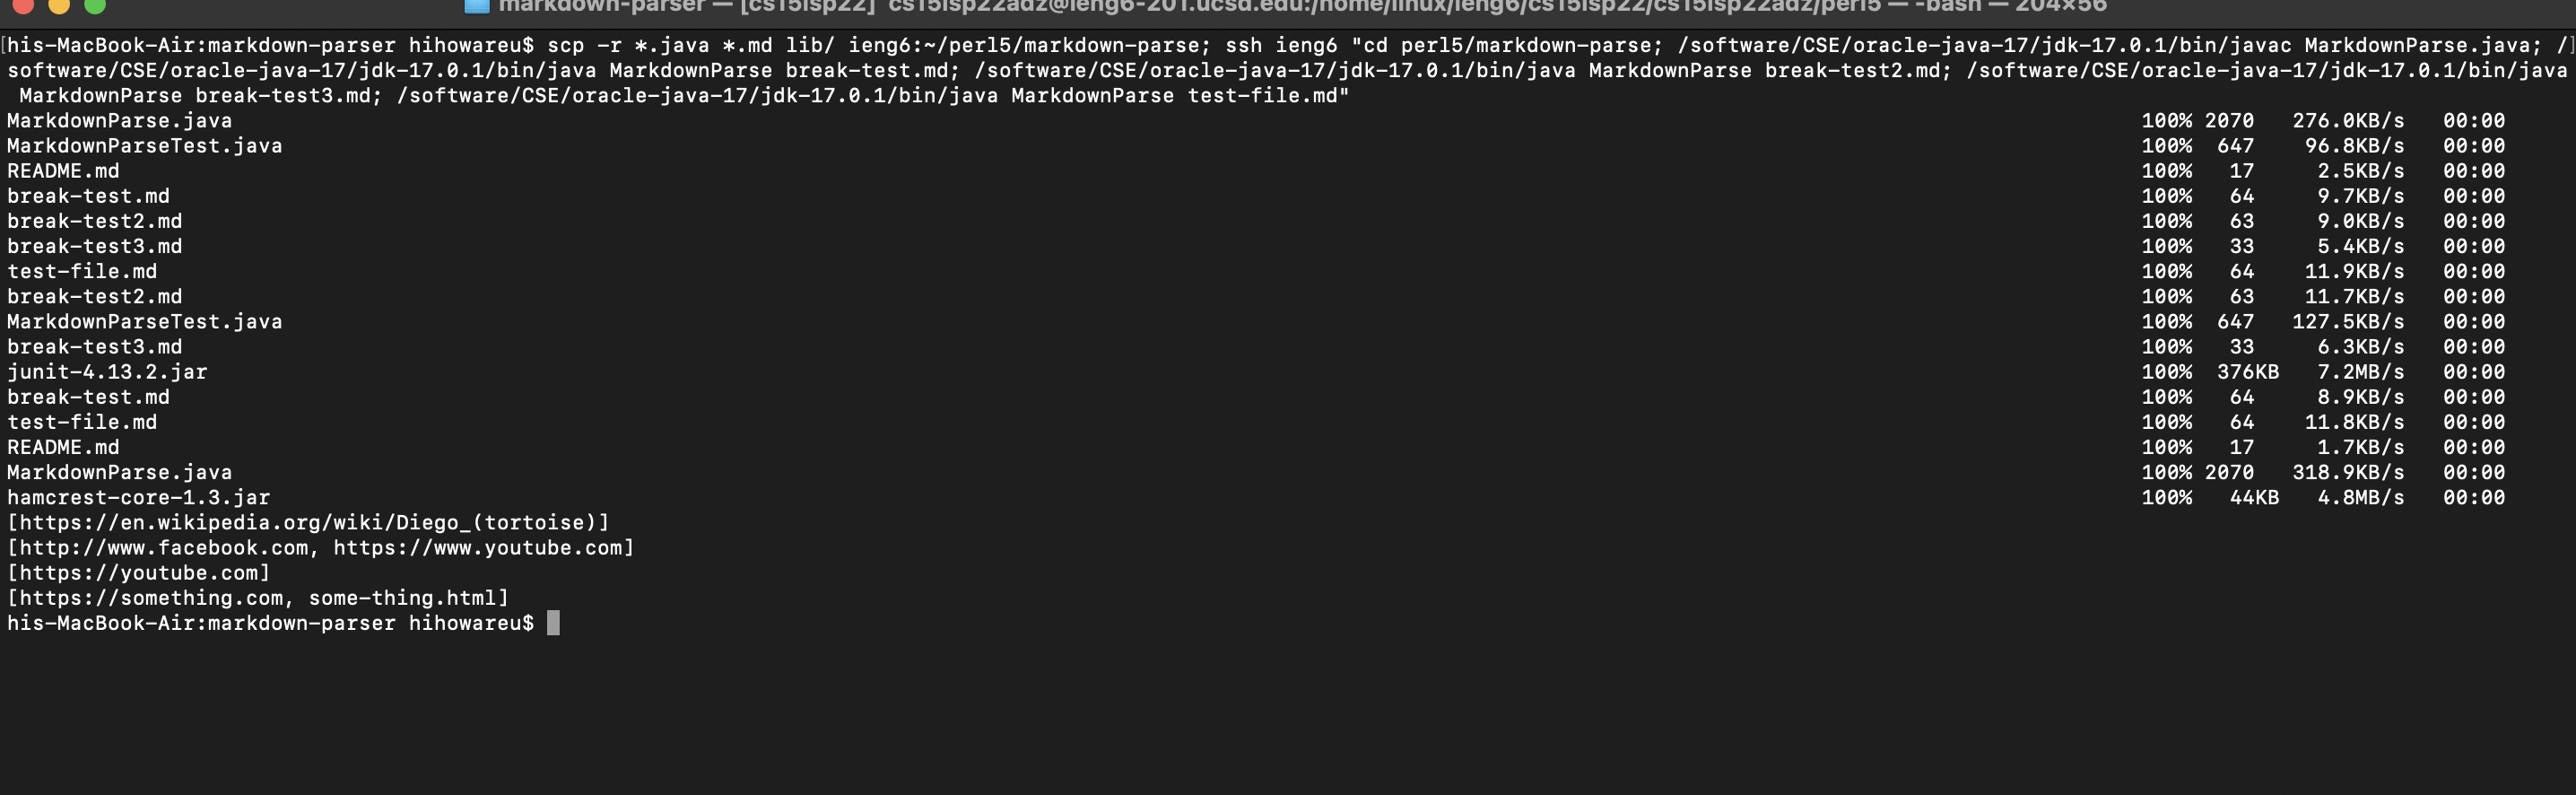 markdown-parser — [cs15lsp22] cs15lsp22adz@ieng6-201.ucsd.edu:/home/linux/ieng6/cs15lsp22/cs15lsp22adz/perl5 — -bash — 204×56
[his-MacBook-Air:markdown-parser hihowareu$ scp -r *.java *.md lib/ ieng6:~/perl5/markdown-parse; ssh ieng6 "cd perl5/markdown-parse; /software/CSE/oracle-java-17/jdk-17.0.1/bin/javac MarkdownParse.java; /]
software/CSE/oracle-java-17/jdk-17.0.1/bin/java MarkdownParse break-test.md; /software/CSE/oracle-java-17/jdk-17.0.1/bin/java MarkdownParse break-test2.md; /software/CSE/oracle-java-17/jdk-17.0.1/bin/java
 MarkdownParse break-test3.md; /software/CSE/oracle-java-17/jdk-17.0.1/bin/java MarkdownParse test-file.md"
MarkdownParse.java 100% 2070 276.0KB/s 00:00
MarkdownParseTest.java 100% 647 96.8KB/s 00:00
README.md 100% 17 2.5KB/s 00:00
break-test.md 100% 64 9.7KB/s 00:00
break-test2.md 100% 63 9.0KB/s 00:00
break-test3.md 100% 33 5.4KB/s 00:00
test-file.md 100% 64 11.9KB/s 00:00
break-test2.md 100% 63 11.7KB/s 00:00
MarkdownParseTest.java 100% 647 127.5KB/s 00:00
break-test3.md 100% 33 6.3KB/s 00:00
junit-4.13.2.jar 100% 376KB 7.2MB/s 00:00
break-test.md 100% 64 8.9KB/s 00:00
test-file.md 100% 64 11.8KB/s 00:00
README.md 100% 17 1.7KB/s 00:00
MarkdownParse.java 100% 2070 318.9KB/s 00:00
hamcrest-core-1.3.jar 100% 44KB 4.8MB/s 00:00
[https://en.wikipedia.org/wiki/Diego_(tortoise)]
[http://www.facebook.com, https://www.youtube.com]
[https://youtube.com]
[https://something.com, some-thing.html]
his-MacBook-Air:markdown-parser hihowareu$